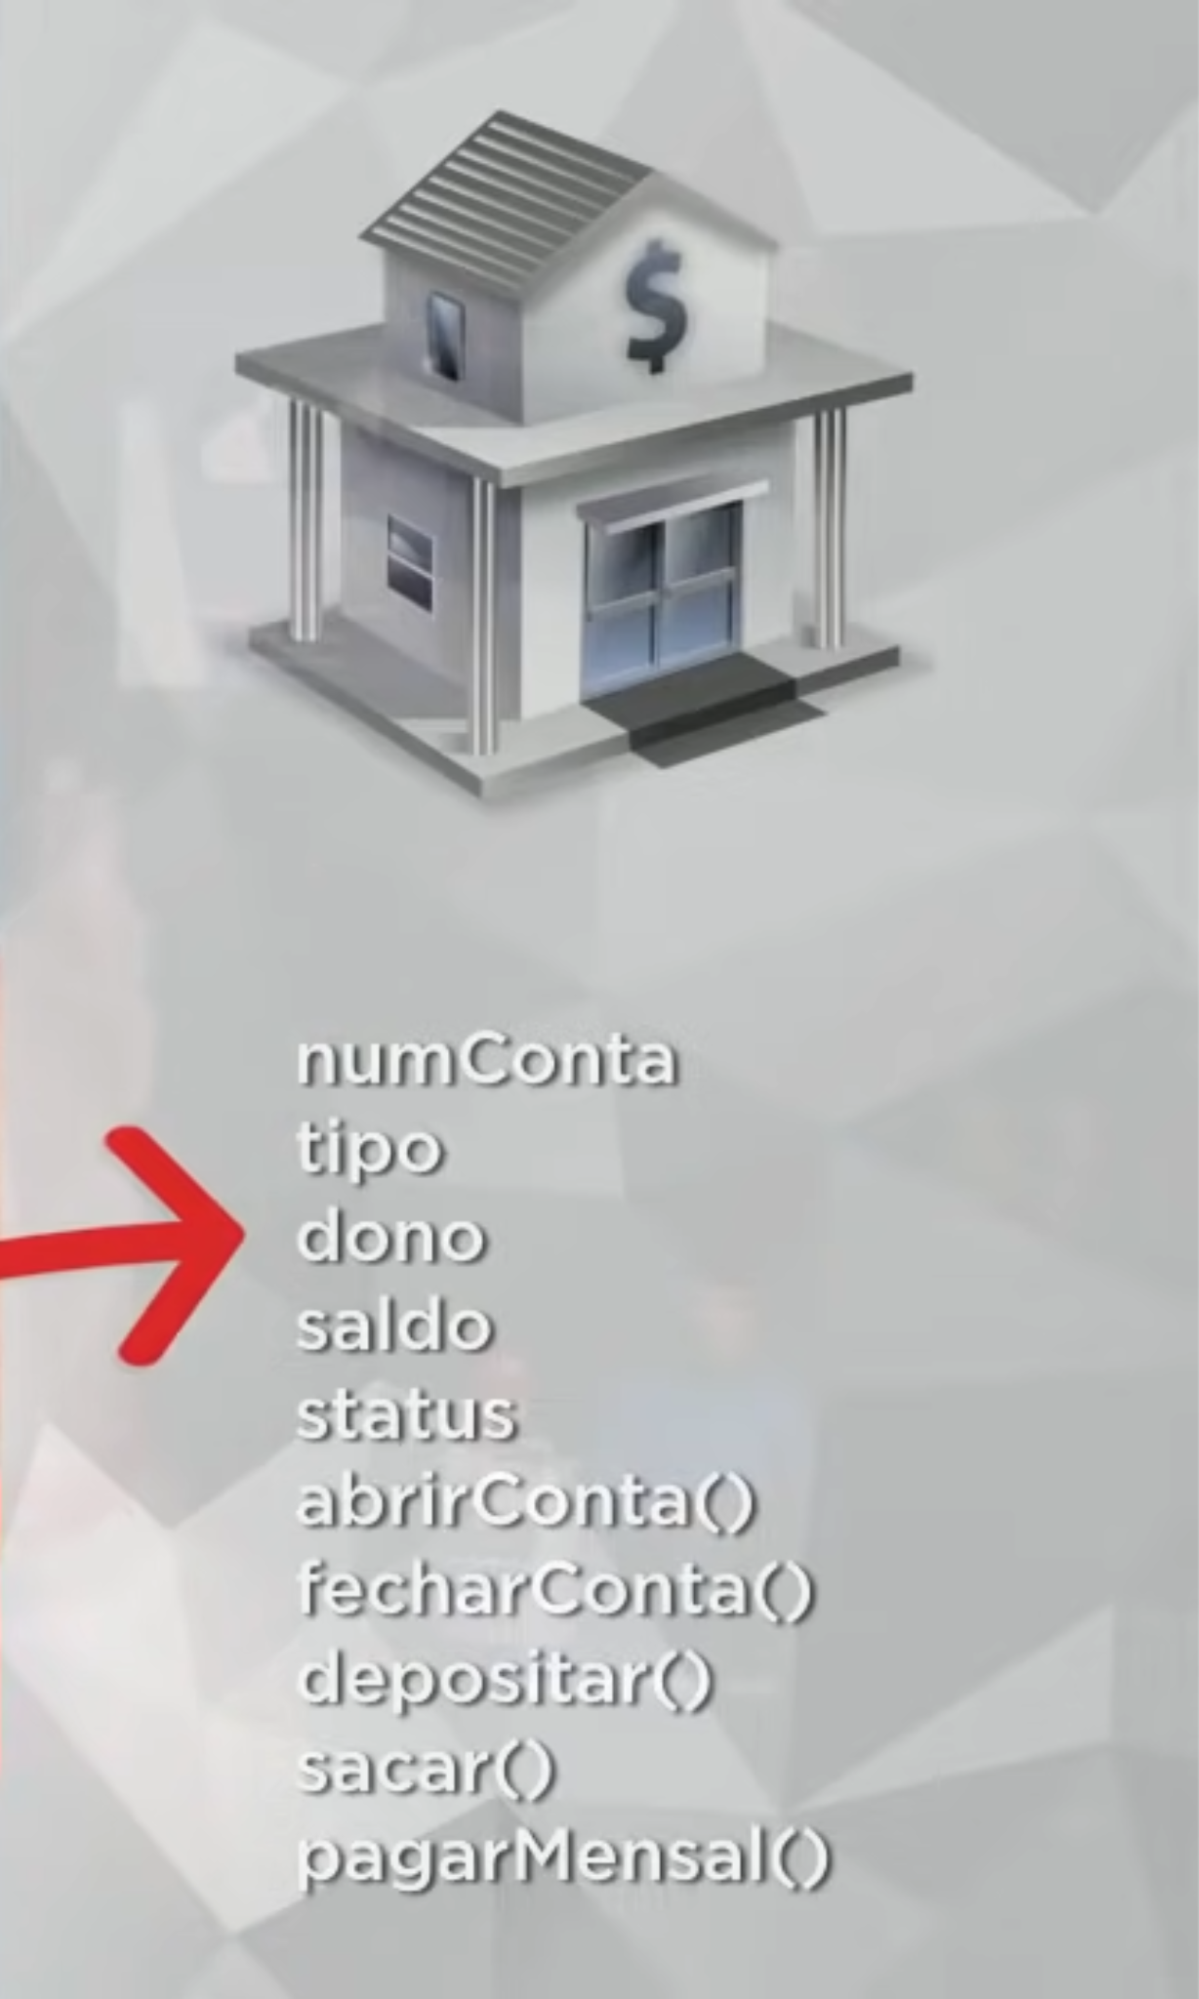 $
numConta
tipo
dono
saldo
status
abrirConta()
fecharConta()
depositar()
sacar()
pagarMensal()